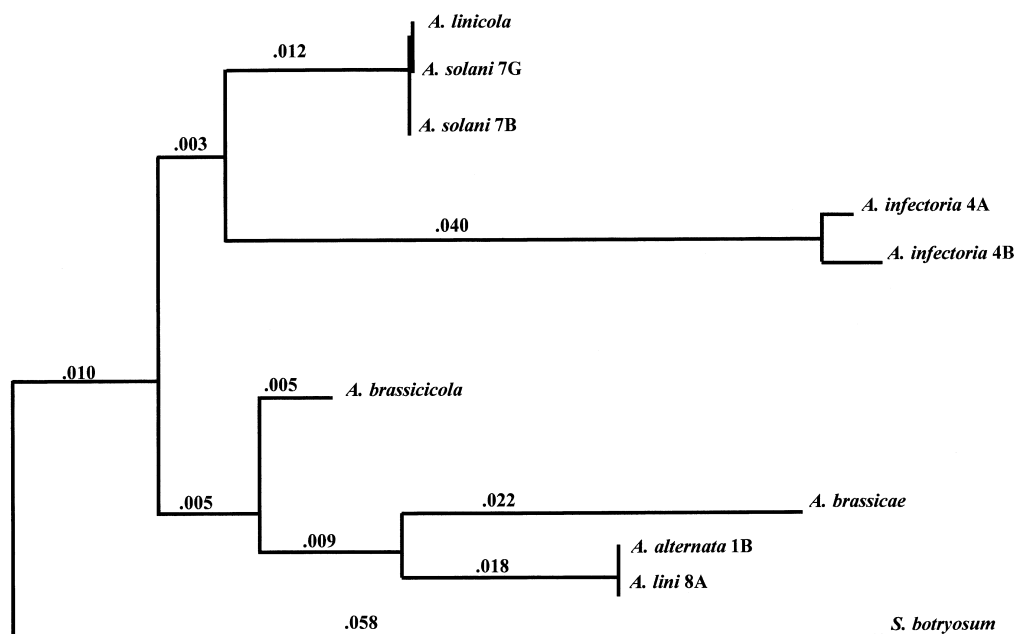 A. linicola
.012
A. solani 7G
A. solani 7B
.003
A. infectoria 4A
.040
A. infectoria 4B
.010
.005
A. brassicicola
.005
.022
A. brassicae
.009
A. alternata 1B
.018
A. lini 8A
.058
S. botryosum